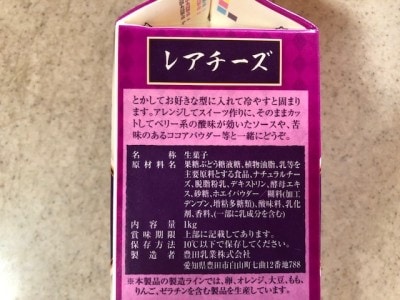 レアチーズ
とかしてお好きな型に入れて冷やすと固まり
ます。アレンジしてスイーツ作りに、そのままカッ
トしてベリー系の酸味が効いたソースや、苦
味のあるココアパウダー等と一緒にどうぞ。
名称 生菓子
原材料名 果糖ぶどう糖液糖、植物油脂、乳等を
主要原料とする食品、ナチュラルチー
ズ、脱脂粉乳、デキストリン、酵母エキ
ス、砂糖、ホエイパウダー/糊料(加工
デンプン、増粘多糖類)、酸味料、乳化
剤、香料、(一部に乳成分を含む)
内容量 1kg
賞味期限 上部に記載してあります。
保存方法 10℃以下で保存してください。
製造者 豊田乳業株式会社
愛知県豊田市白山町七曲12番地788
※本製品の製造ラインでは、卵、オレンジ、大豆、もも、
りんご、ゼラチンを含む製品を生産しています。